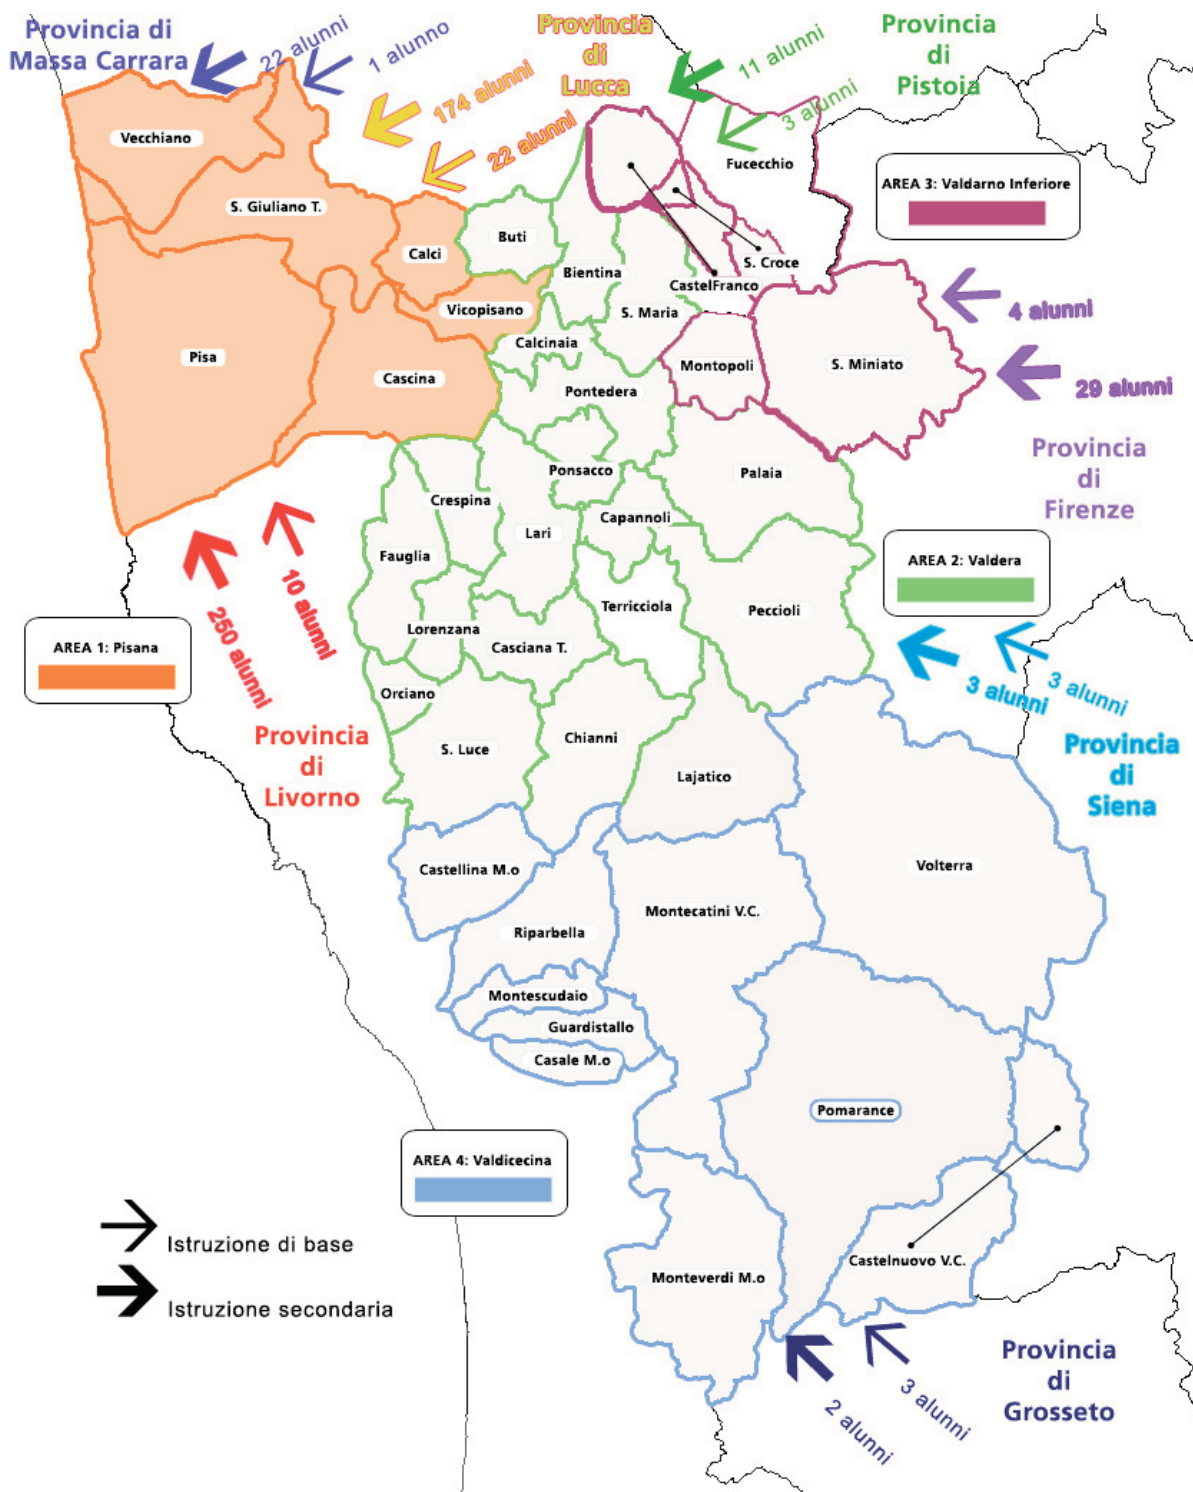 Provincia di
Massa Carrara
22 alunni
1 alunno
174 alunni
22 alunni
Provincia
di
Lucca
11 alunni
3 alunni
Provincia
di
Pistoia
Fucecchio
AREA 3: Valdarno Inferiore
Vecchiano
S. Giuliano T.
Calci
Buti
Bientina
S. Croce
CastelFranco
Vicopisano
S. Maria
Calcinaia
Pisa
Cascina
Montopoli
S. Miniato
4 alunni
29 alunni
Provincia
di
Firenze
Pontedera
Ponsacco
Palaia
Crespina
Capannoli
Lari
Fauglia
AREA 2: Valdera
10 alunni
250 alunni
Terricciola
Peccioli
Lorenzana
Casciana T.
AREA 1: Pisana
3 alunni
3 alunni
Orciano
Provincia
di
Livorno
S. Luce
Chianni
Lajatico
Provincia
di
Siena
Castellina M.o
Volterra
Montecatini V.C.
Riparbella
Montescudaio
Guardistallo
Casale M.o
Pomarance
AREA 4: Valdicecina
Istruzione di base
Istruzione secondaria
Monteverdi M.o
Castelnuovo V.C.
2 alunni
3 alunni
Provincia
di
Grosseto